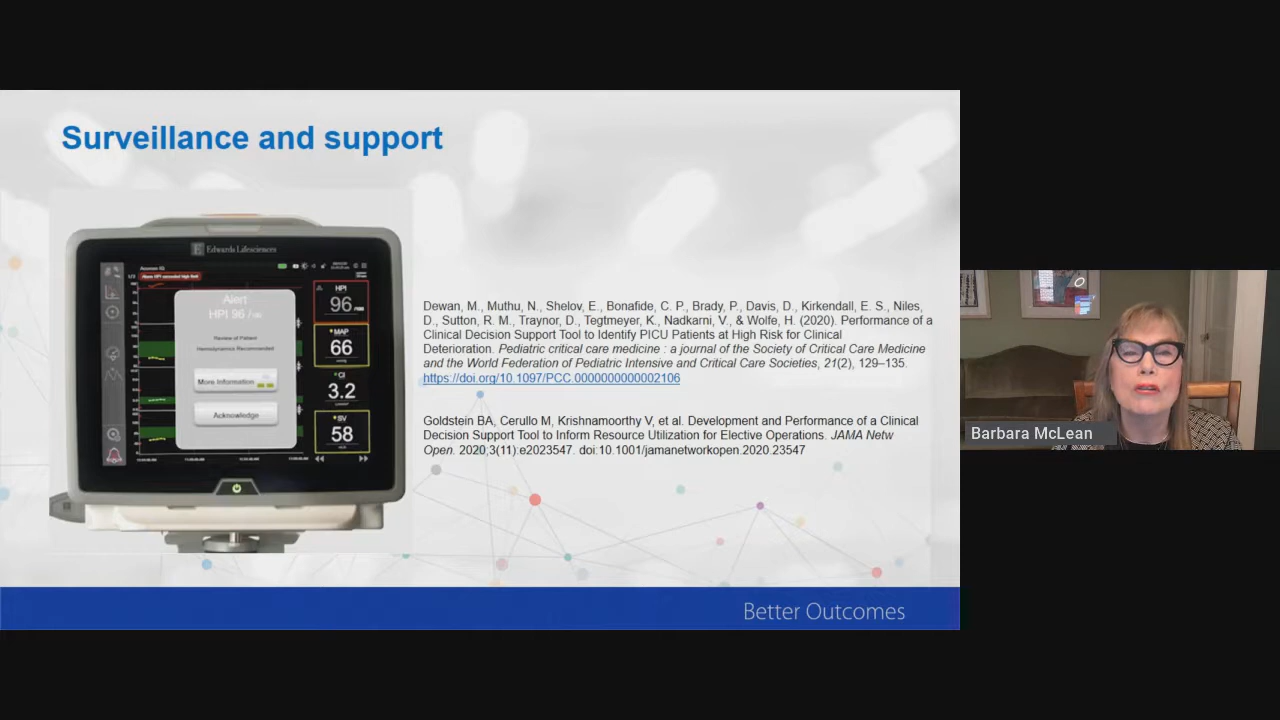 Surveillance and support
Edwards Lifesciences
Alert
HPI 96 /100
Review of Patient
Hemodynamics Recommended
More Information
Acknowledge
HPI
96 /100
MAP
66
CI
3.2
SV
58
Dewan, M., Muthu, N., Shelov, E., Bonafide, C. P., Brady, P., Davis, D., Kirkendall, E. S., Niles,
D., Sutton, R. M., Traynor, D., Tegtmeyer, K., Nadkarni, V., & Wolfe, H. (2020). Performance of a
Clinical Decision Support Tool to Identify PICU Patients at High Risk for Clinical
Deterioration. Pediatric critical care medicine : a journal of the Society of Critical Care Medicine
and the World Federation of Pediatric Intensive and Critical Care Societies, 21(2), 129–135.
https://doi.org/10.1097/PCC.0000000000002106
Goldstein BA, Cerullo M, Krishnamoorthy V, et al. Development and Performance of a Clinical
Decision Support Tool to Inform Resource Utilization for Elective Operations. JAMA Netw
Open. 2020;3(11):e2023547. doi:10.1001/jamanetworkopen.2020.23547
Better Outcomes
Barbara McLean